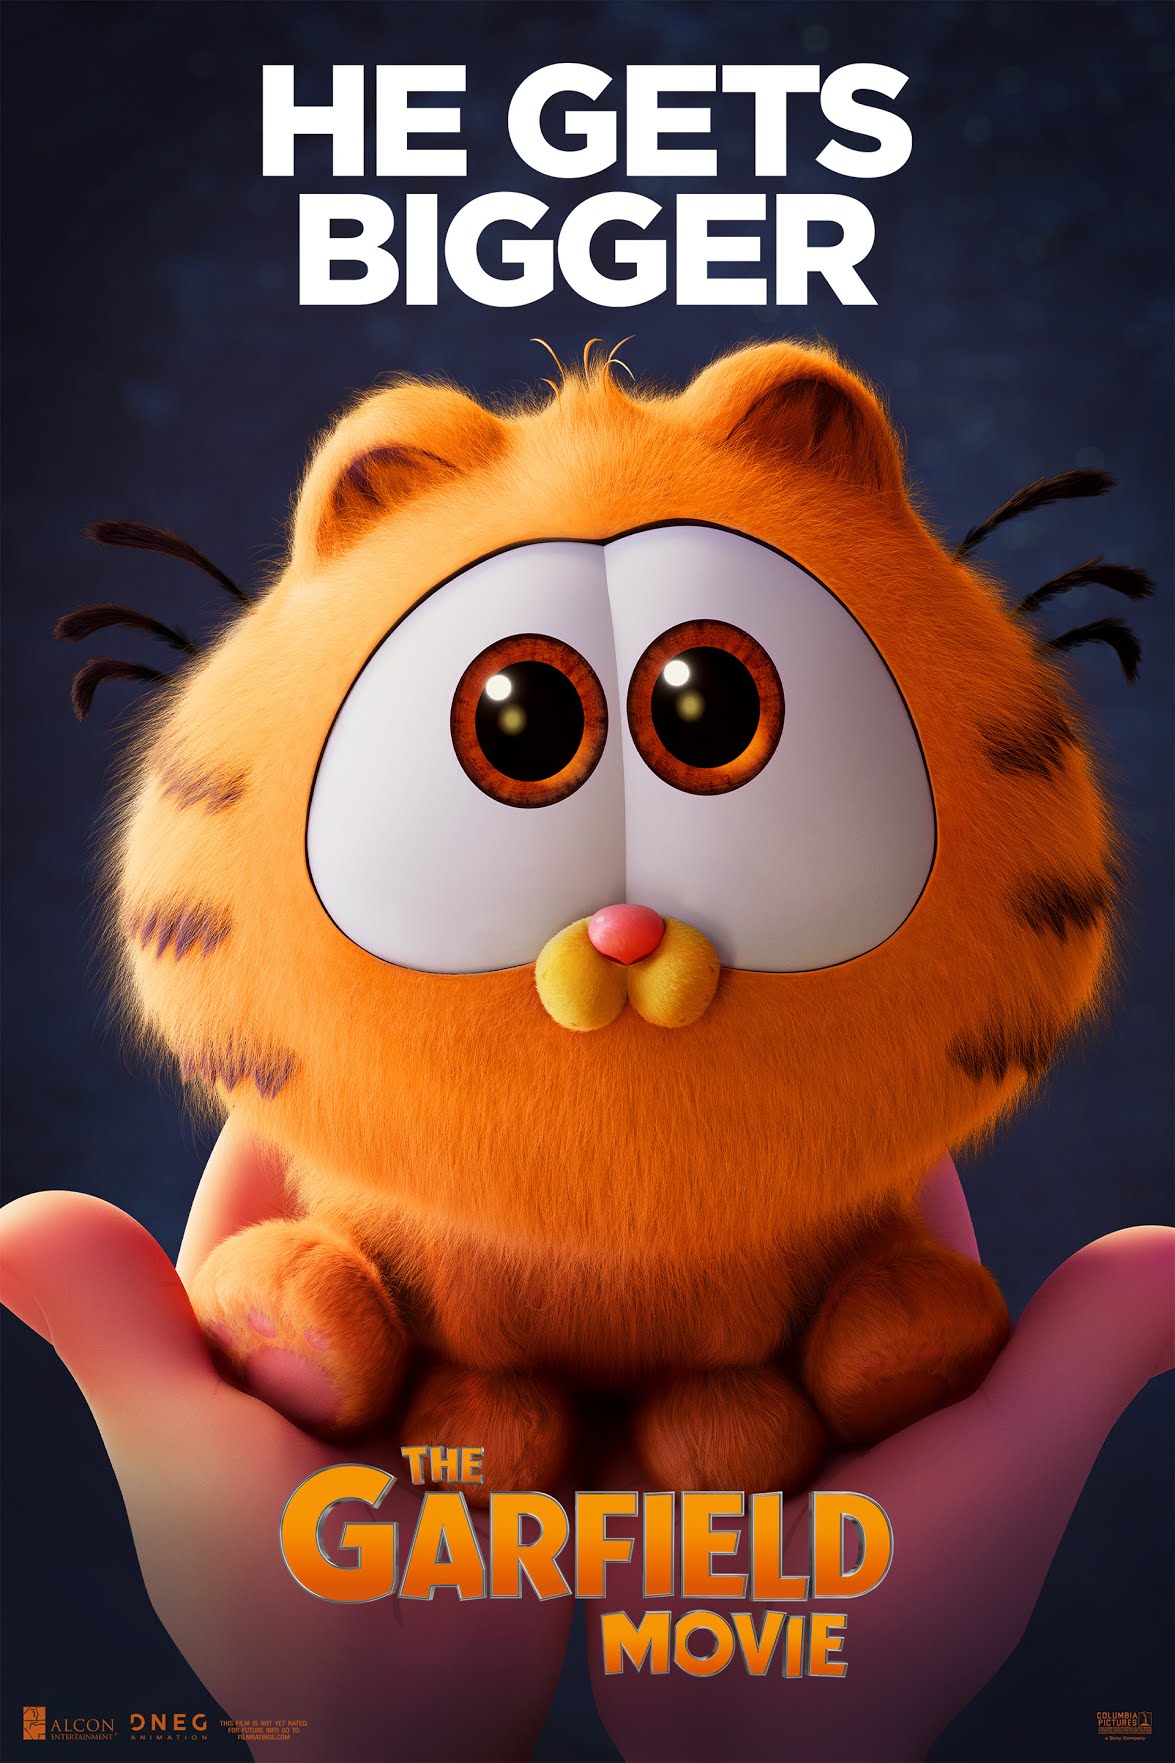 HE GETS
BIGGER
THE
GARFIELD
MOVIE
ALCON
ENTERTAINMENT
DNEG
ANIMATION
THIS FILM IS NOT YET RATED.
FOR FUTURE INFO GO TO
FILMRATINGS.COM
COLUMBIA
PICTURES
a Sony Company